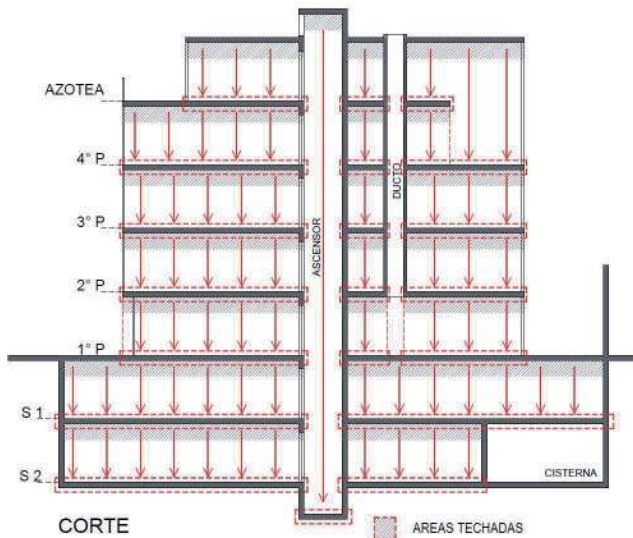 AZOTEA
4° P
3° P
2° P
1° P
S 1
S 2
ASCENSOR
DUCTO
CISTERNA
CORTE
AREAS TECHADAS